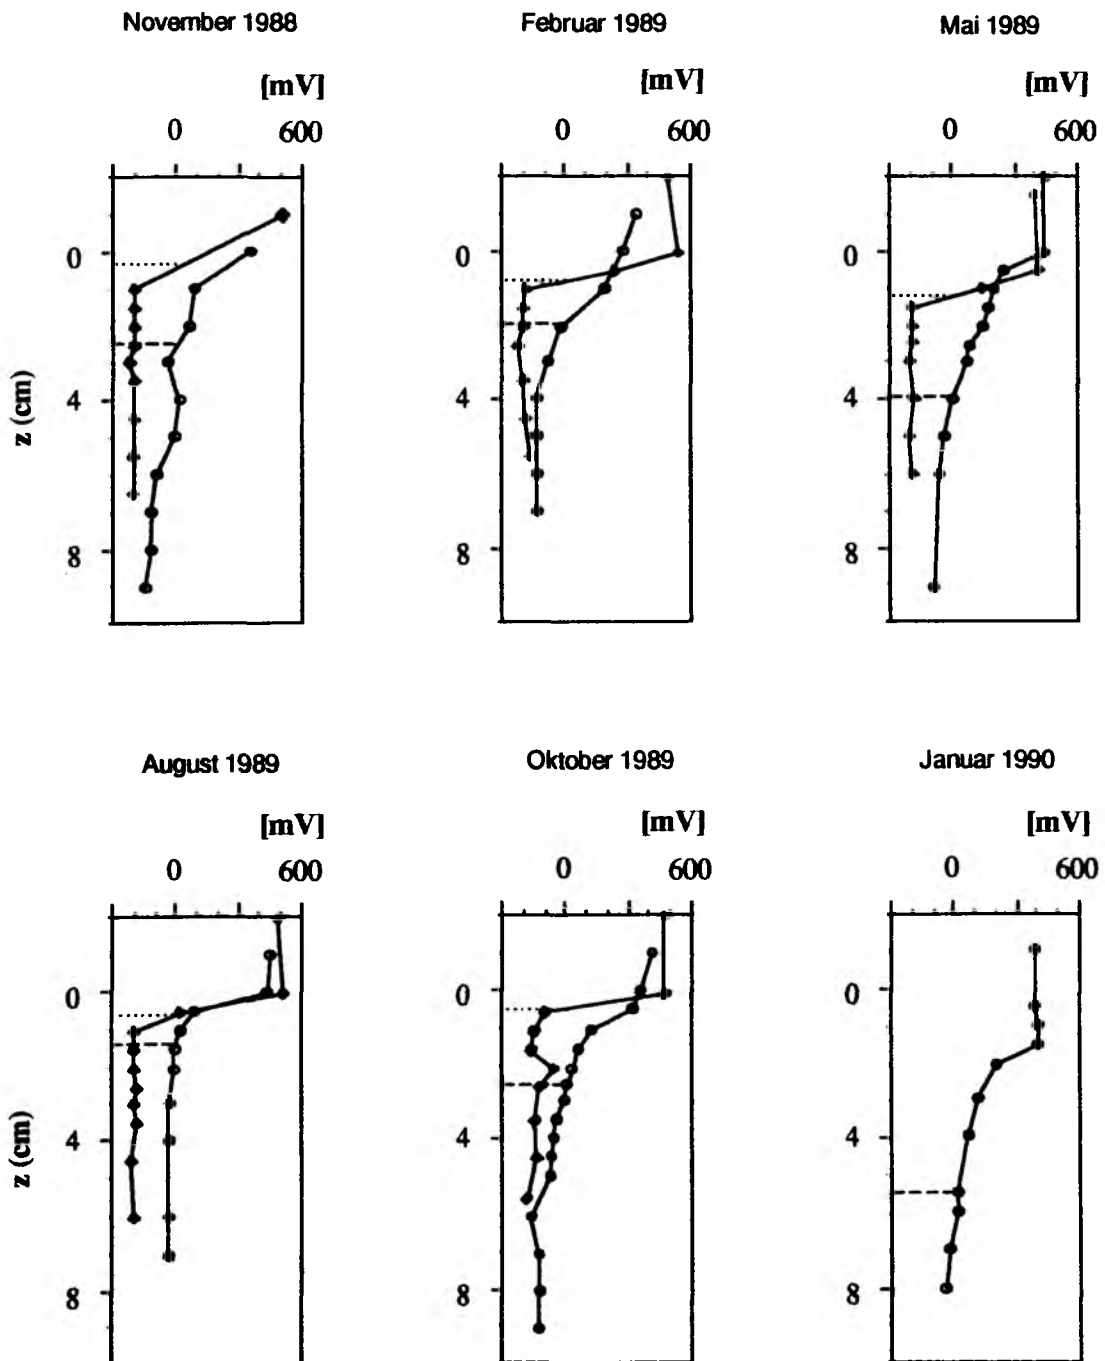 November 1988 Februar 1989 Mai 1989
[mV] [mV] [mV]
0 600 0 600 0 600
0 0 0
4 4 4
z (cm)
8 8 8
August 1989 Oktober 1989 Januar 1990
[mV] [mV] [mV]
0 600 0 600 0 600
0 0 0
4 4 4
z (cm)
8 8 8